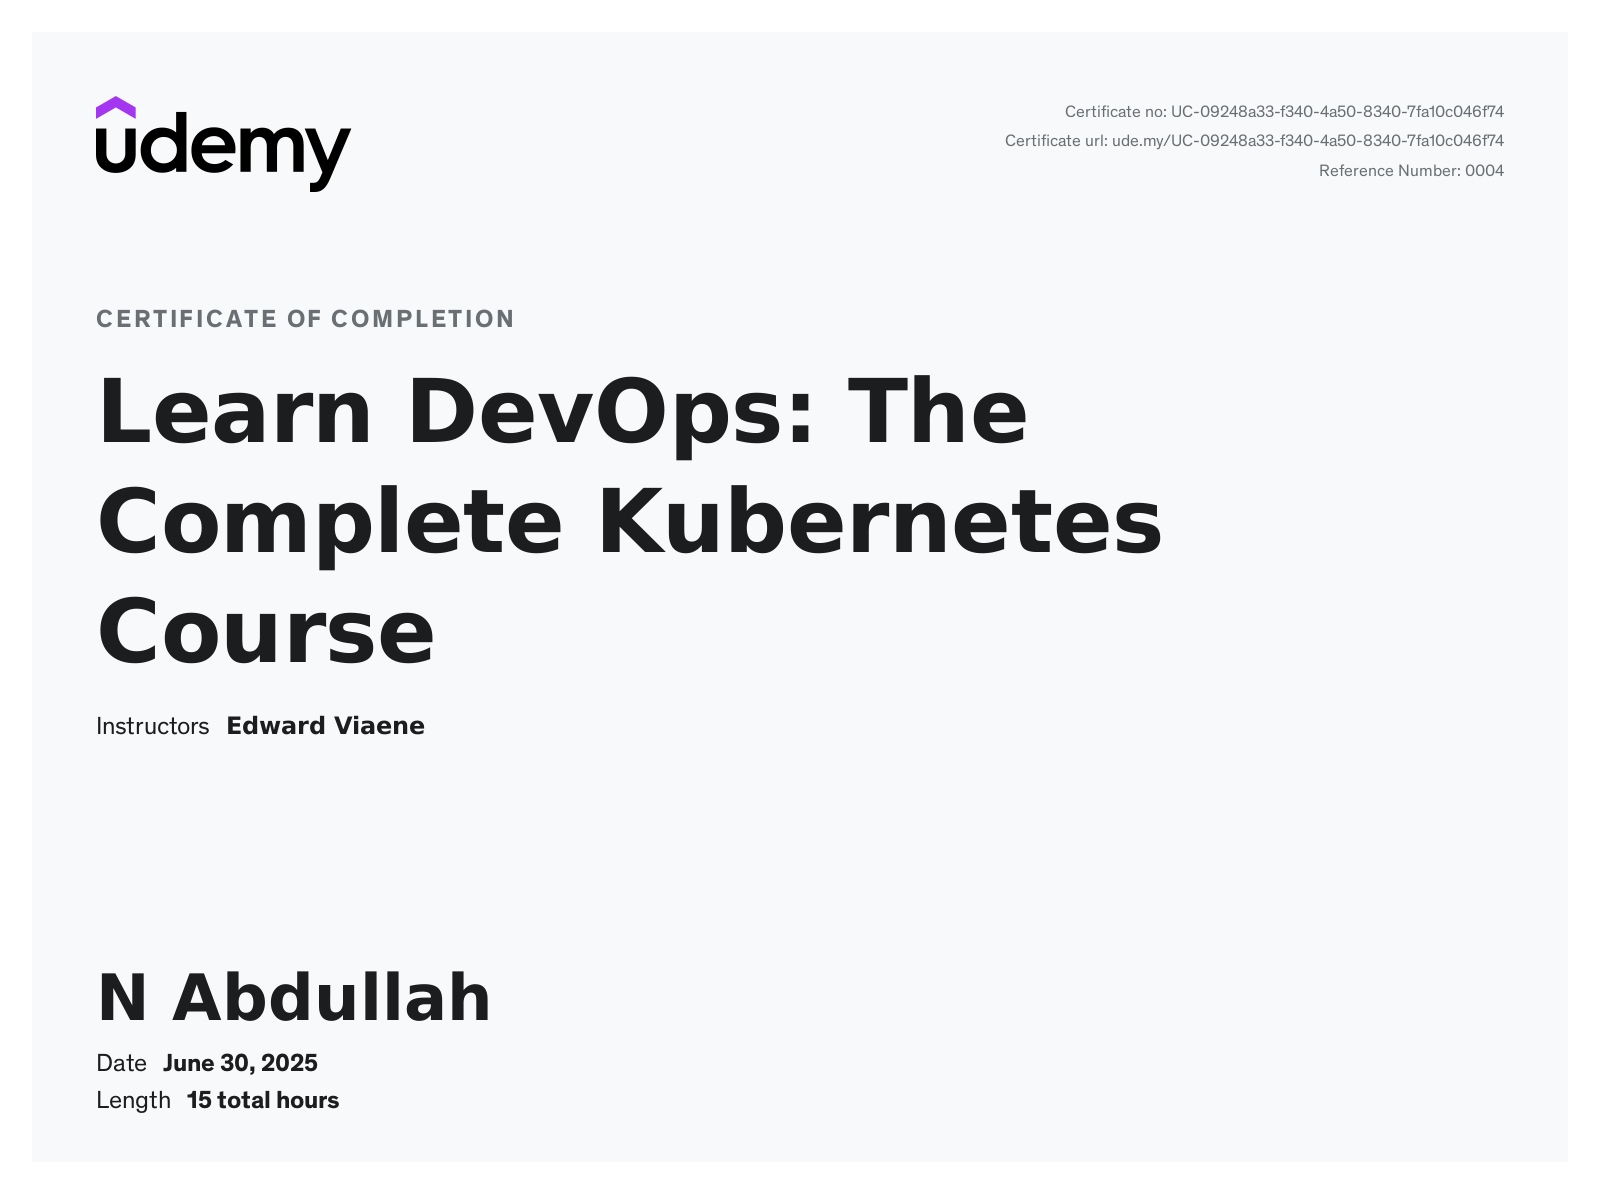 udemy
Certificate no: UC-09248a33-f340-4a50-8340-7fa10c046f74
Certificate url: ude.my/UC-09248a33-f340-4a50-8340-7fa10c046f74
Reference Number: 0004
CERTIFICATE OF COMPLETION
Learn DevOps: The
Complete Kubernetes
Course
Instructors Edward Viaene
N Abdullah
Date June 30, 2025
Length 15 total hours